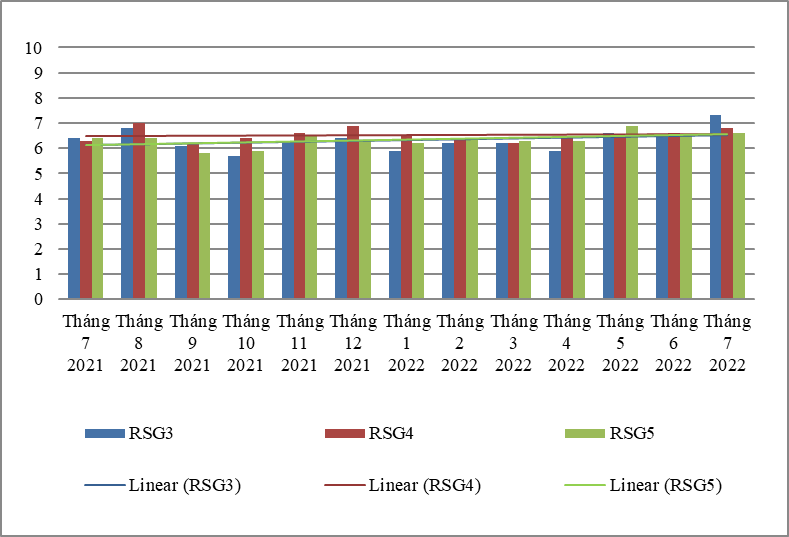 10
9
8
7
6
5
4
3
2
1
0
Tháng Tháng Tháng Tháng Tháng Tháng Tháng Tháng Tháng Tháng Tháng Tháng Tháng
7 8 9 10 11 12 1 2 3 4 5 6 7
2021 2021 2021 2021 2021 2021 2022 2022 2022 2022 2022 2022 2022
RSG3 RSG4 RSG5
Linear (RSG3) Linear (RSG4) Linear (RSG5)